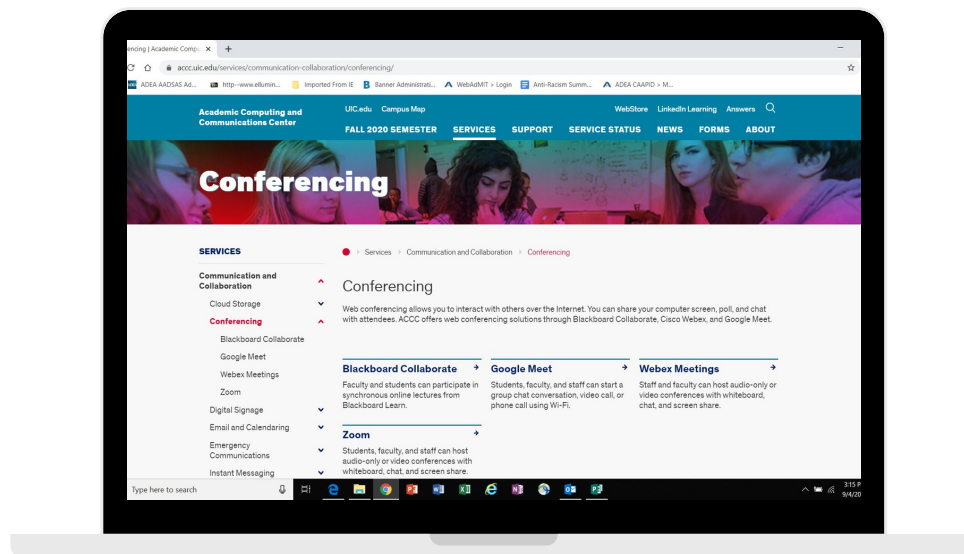 encing | Academic Compu
accc.uic.edu/services/communication-collaboration/conferencing/
ADEA AADSAS Ad... http--www.ellumin... Imported From IE Banner Administrati... WebAdMIT > Login Anti-Racism Summ... ADEA CAAPID > M...
Academic Computing and
Communications Center
UIC.edu Campus Map WebStore LinkedIn Learning Answers
FALL 2020 SEMESTER SERVICES SUPPORT SERVICE STATUS NEWS FORMS ABOUT
Conferencing
SERVICES
Communication and
Collaboration
Cloud Storage
Conferencing
Blackboard Collaborate
Google Meet
Webex Meetings
Zoom
Digital Signage
Email and Calendaring
Emergency
Communications
Instant Messaging
Services Communication and Collaboration Conferencing
Conferencing
Web conferencing allows you to interact with others over the Internet. You can share your computer screen, poll, and chat
with attendees. ACCC offers web conferencing solutions through Blackboard Collaborate, Cisco Webex, and Google Meet.
Blackboard Collaborate
Faculty and students can participate in
synchronous online lectures from
Blackboard Learn.
Google Meet
Students, faculty, and staff can start a
group chat conversation, video call, or
phone call using Wi-Fi.
Webex Meetings
Staff and faculty can host audio-only or
video conferences with whiteboard,
chat, and screen share.
Zoom
Students, faculty, and staff can host
audio-only or video conferences with
whiteboard, chat, and screen share.
Type here to search
3:15 P
9/4/20